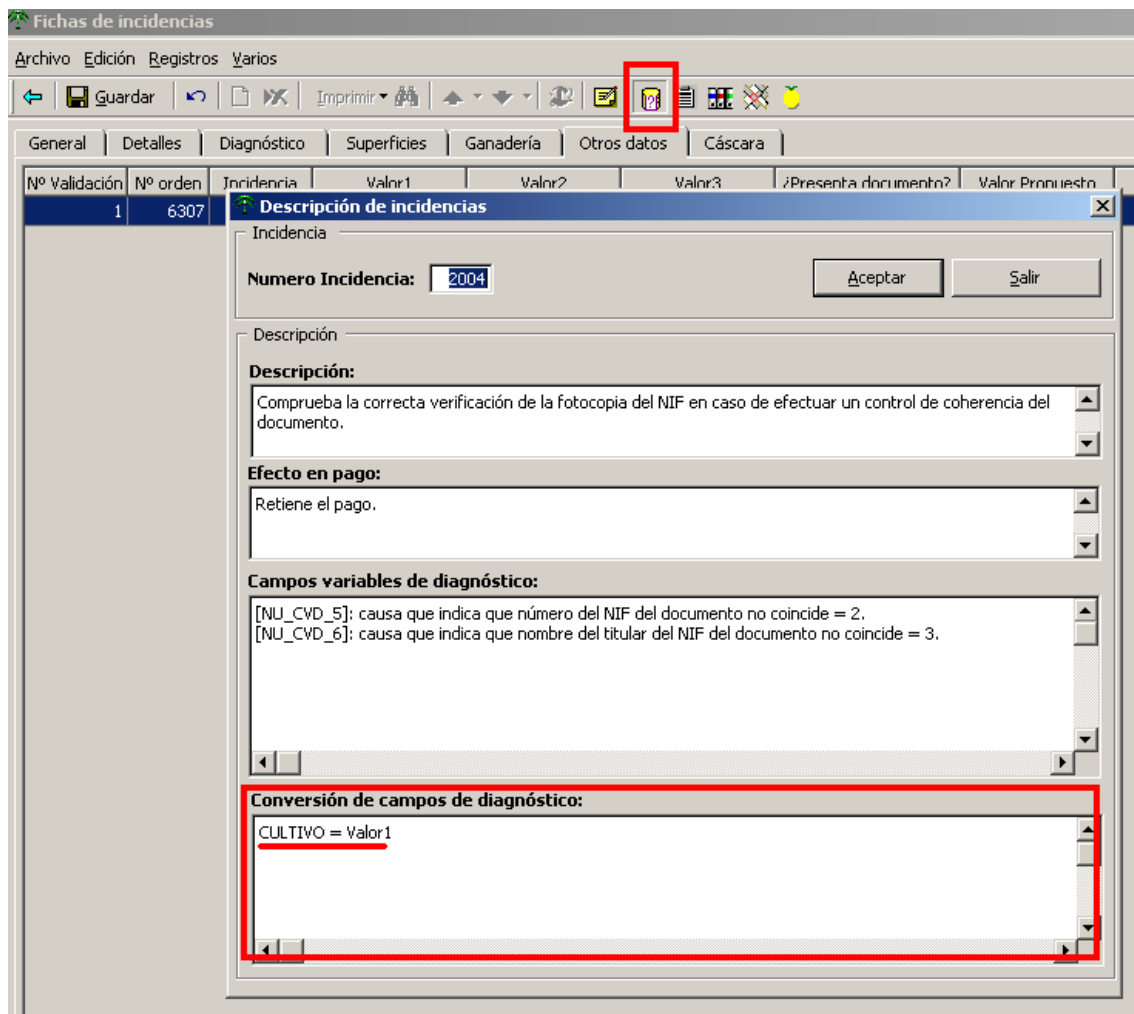 Fichas de incidencias
Archivo Edición Registros Varios
Guardar Imprimir
General Detalles Diagnóstico Superficies Ganadería Otros datos Cáscara
Nº Validación Nº orden Incidencia Valor1 Valor2 Valor3 ¿Presenta documento? Valor Propuesto
1 6307
Descripción de incidencias
Incidencia
Numero Incidencia: 2004 Aceptar Salir
Descripción
Descripción:
Comprueba la correcta verificación de la fotocopia del NIF en caso de efectuar un control de coherencia del
documento.
Efecto en pago:
Retiene el pago.
Campos variables de diagnóstico:
[NU_CVD_5]: causa que indica que número del NIF del documento no coincide = 2.
[NU_CVD_6]: causa que indica que nombre del titular del NIF del documento no coincide = 3.
Conversión de campos de diagnóstico:
CULTIVO = Valor1